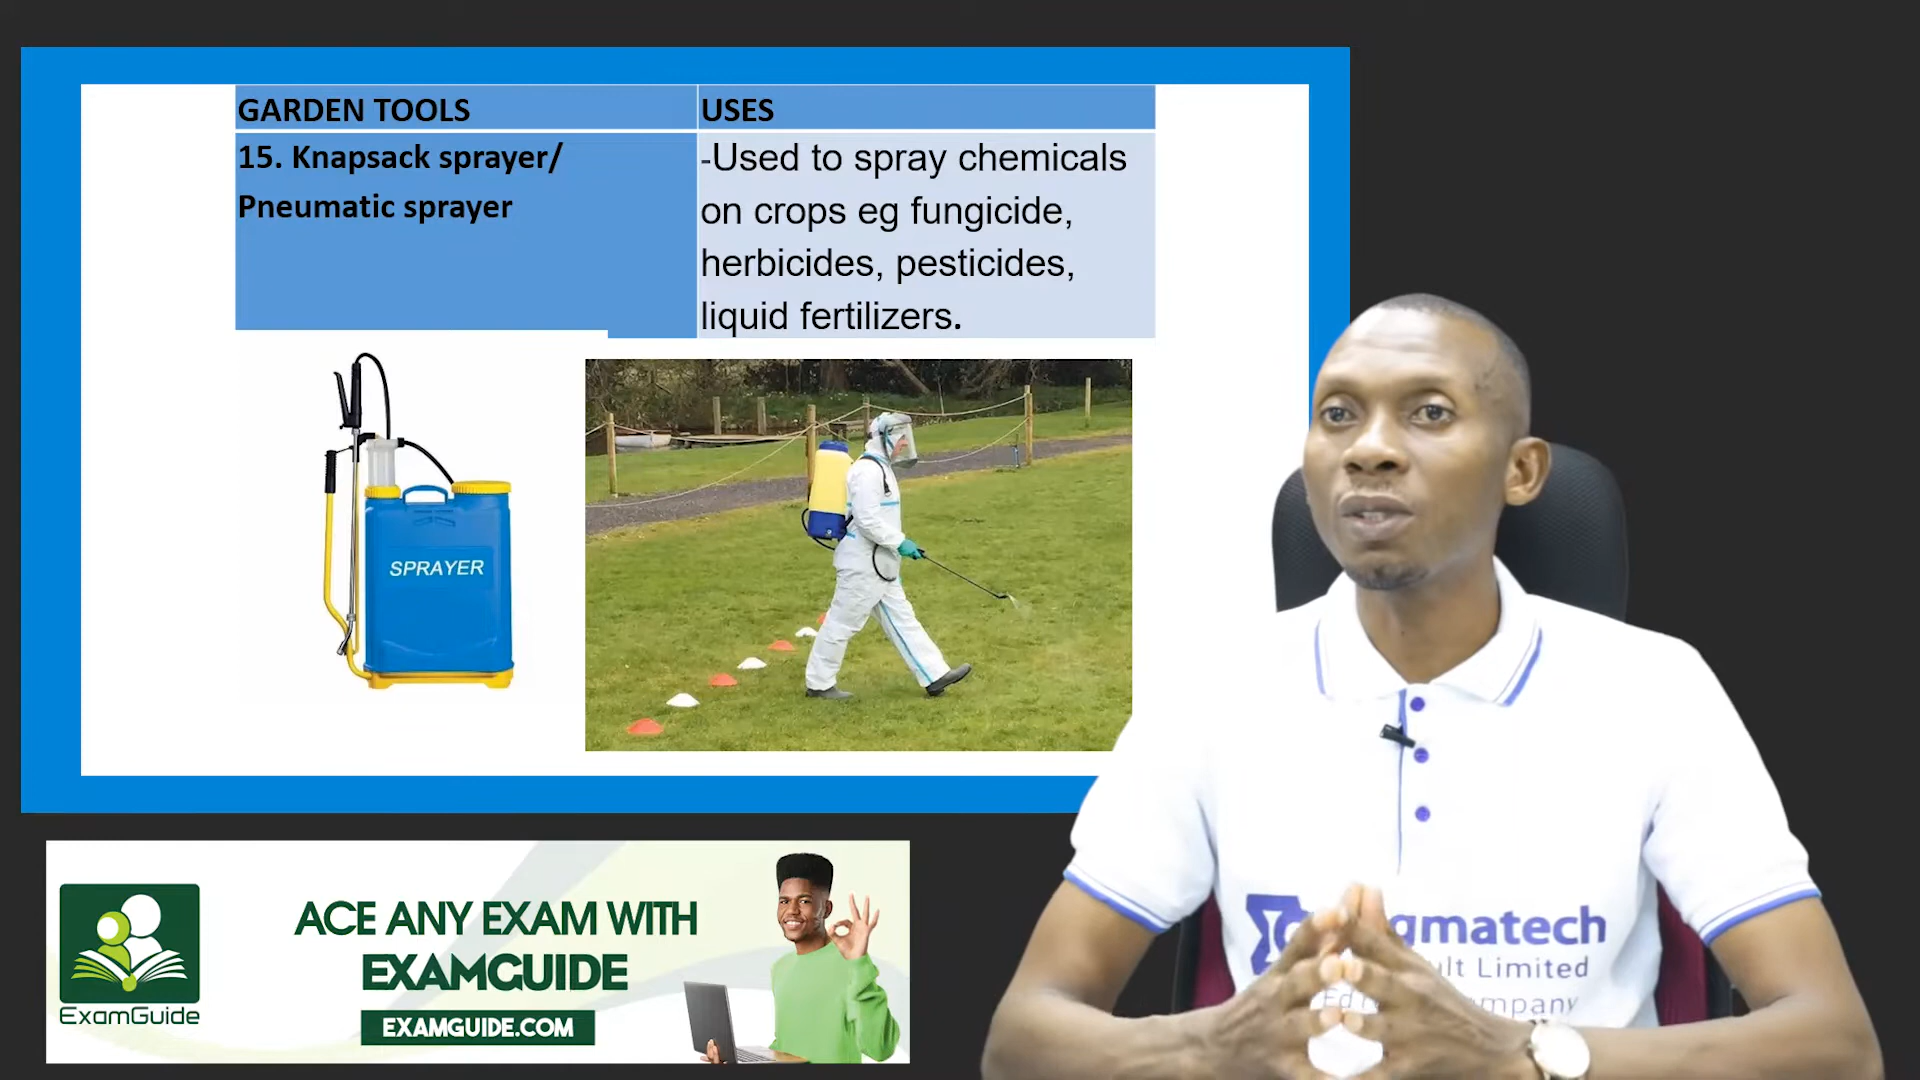 GARDEN TOOLS
USES
15. Knapsack sprayer/
Pneumatic sprayer
-Used to spray chemicals
on crops eg fungicide,
herbicides, pesticides,
liquid fertilizers.
SPRAYER
ACE ANY EXAM WITH
EXAMGUIDE
EXAMGUIDE.COM
ExamGuide
gmatech
Limited